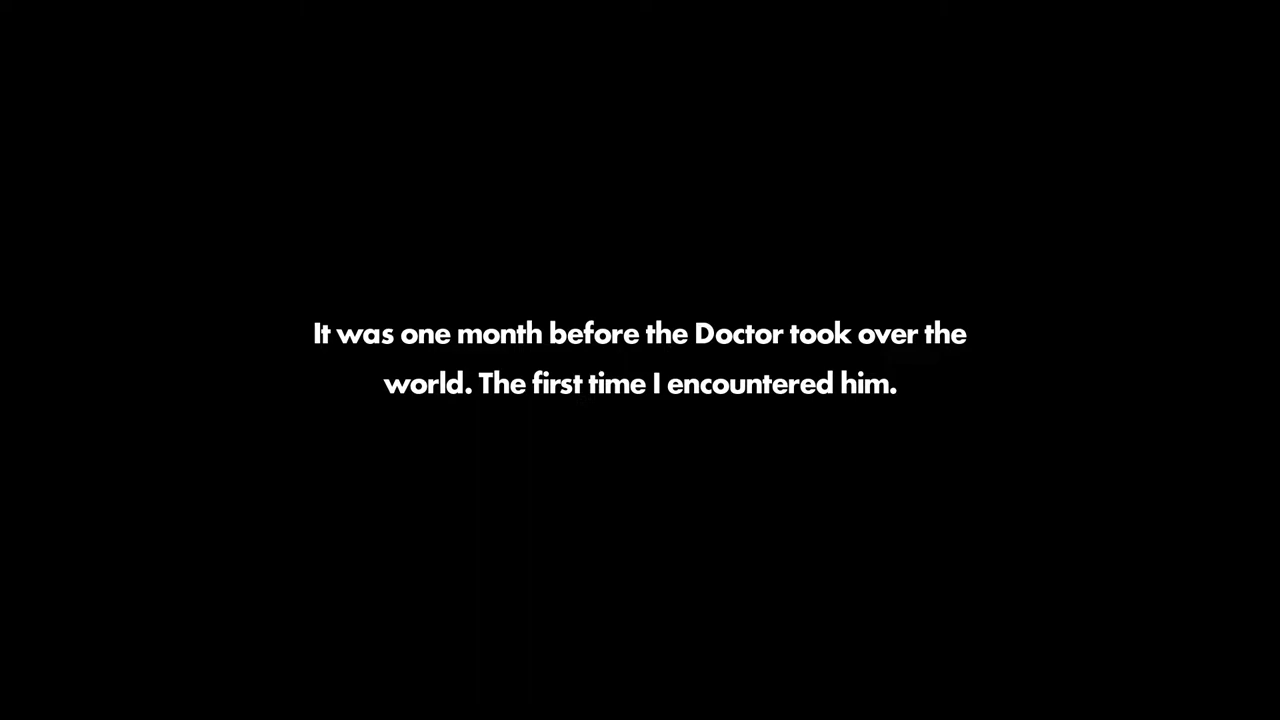 It was one month before the Doctor took over the
world. The first time I encountered him.